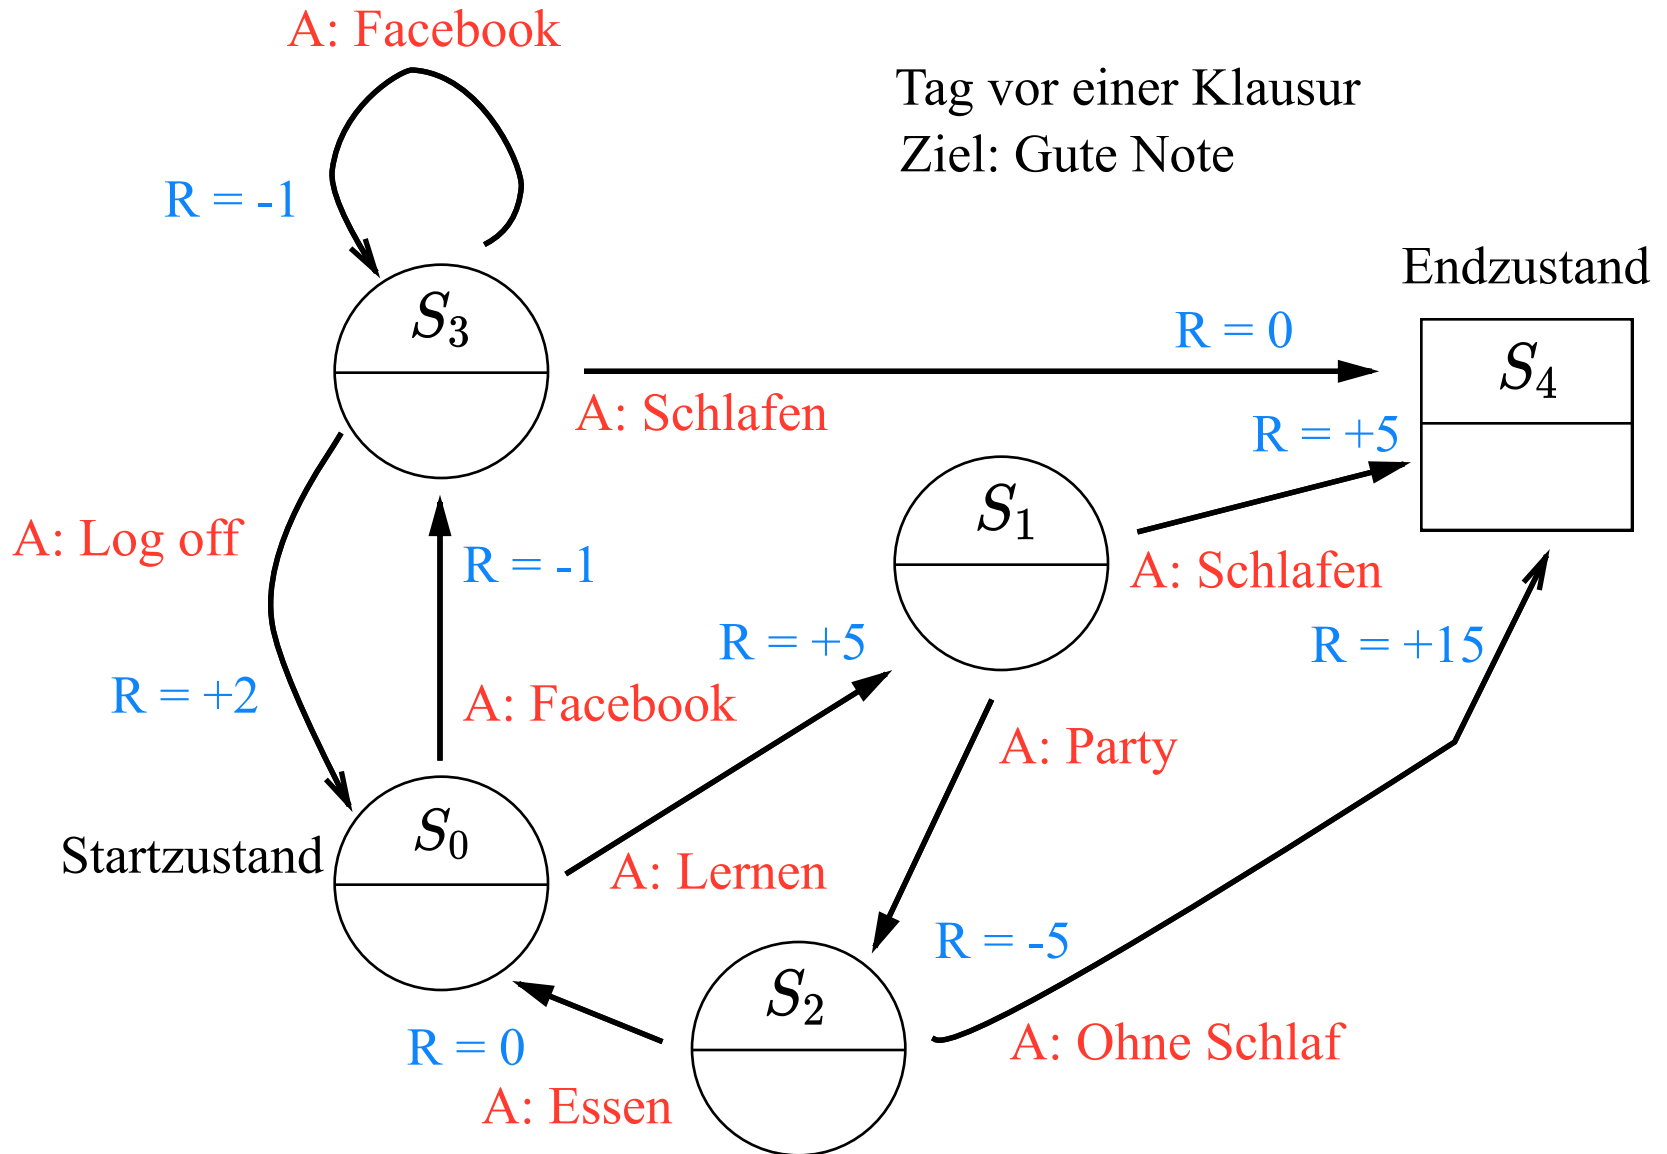 A: Facebook
Tag vor einer Klausur
Ziel: Gute Note
R = -1
Endzustand
S3
R = 0
S4
A: Schlafen
R = +5
S1
A: Log off
R = -1
A: Schlafen
R = +5
R = +15
R = +2
A: Facebook
A: Party
S0
Startzustand
A: Lernen
R = -5
S2
R = 0
A: Ohne Schlaf
A: Essen